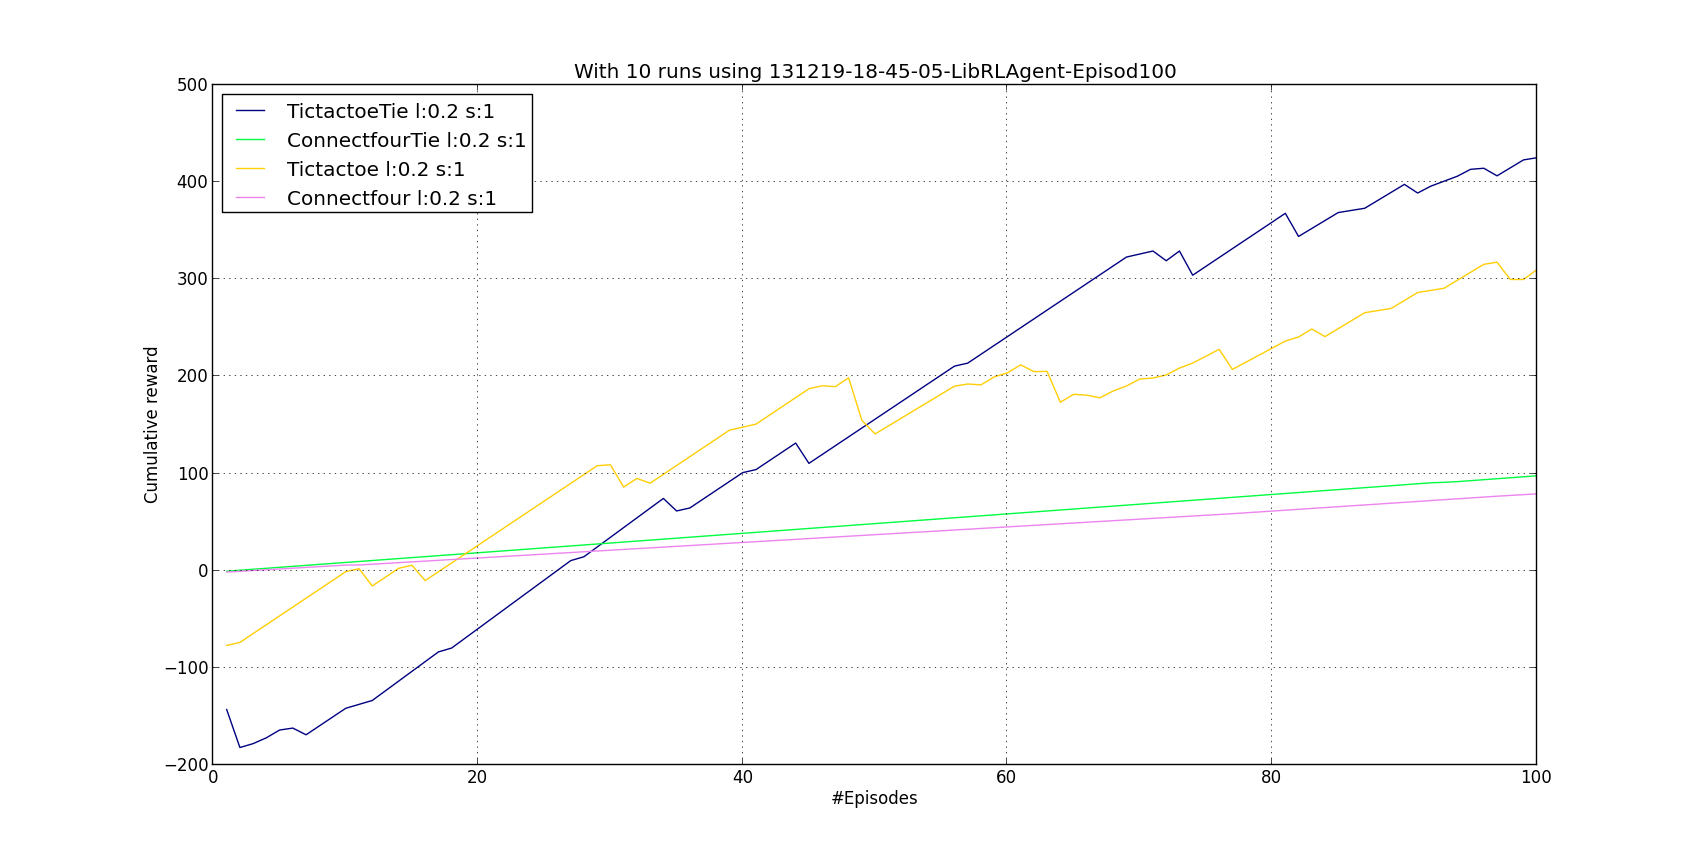 With 10 runs using 131219-18-45-05-LibRLAgent-Episod100
500
400
300
200
100
0
−100
−200
Cumulative reward
TictactoeTie l:0.2 s:1
ConnectfourTie l:0.2 s:1
Tictactoe l:0.2 s:1
Connectfour l:0.2 s:1
0 20 40 60 80 100
#Episodes